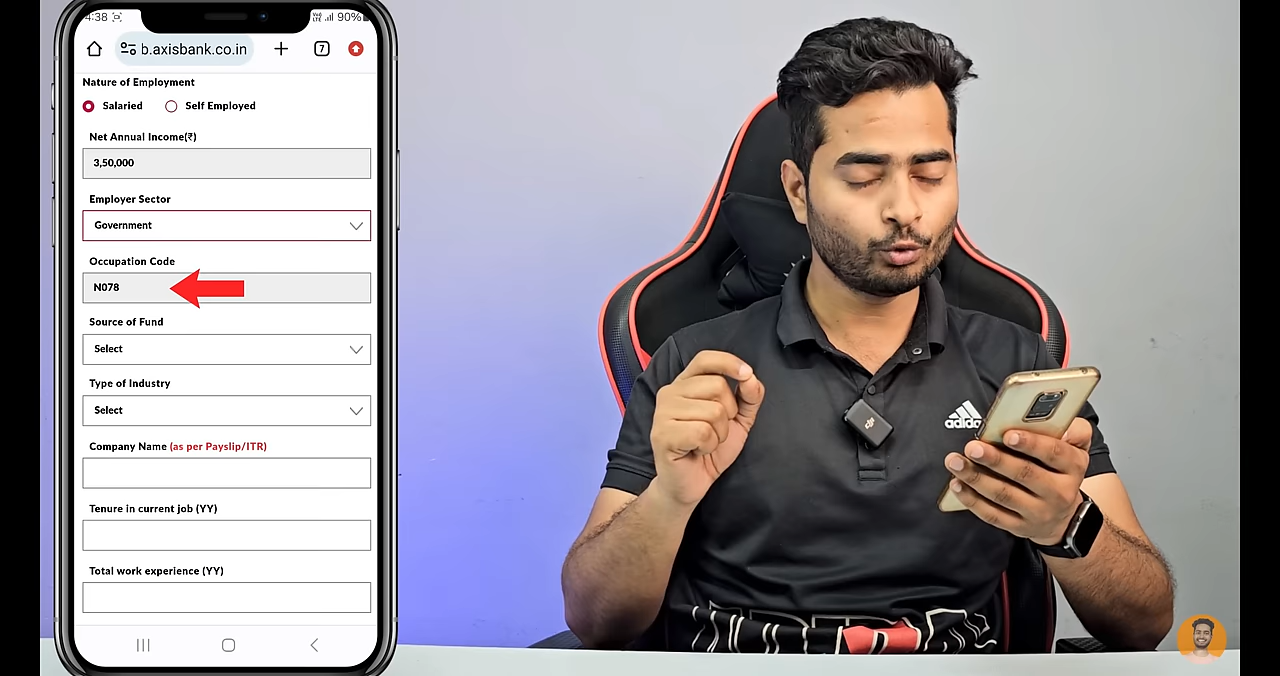 4:38
90%
b.axisbank.co.in
7
Nature of Employment
Salaried Self Employed
Net Annual Income(₹)
3,50,000
Employer Sector
Government
Occupation Code
N078
Source of Fund
Select
Type of Industry
Select
Company Name (as per Payslip/ITR)
Tenure in current job (YY)
Total work experience (YY)
dji
adidas